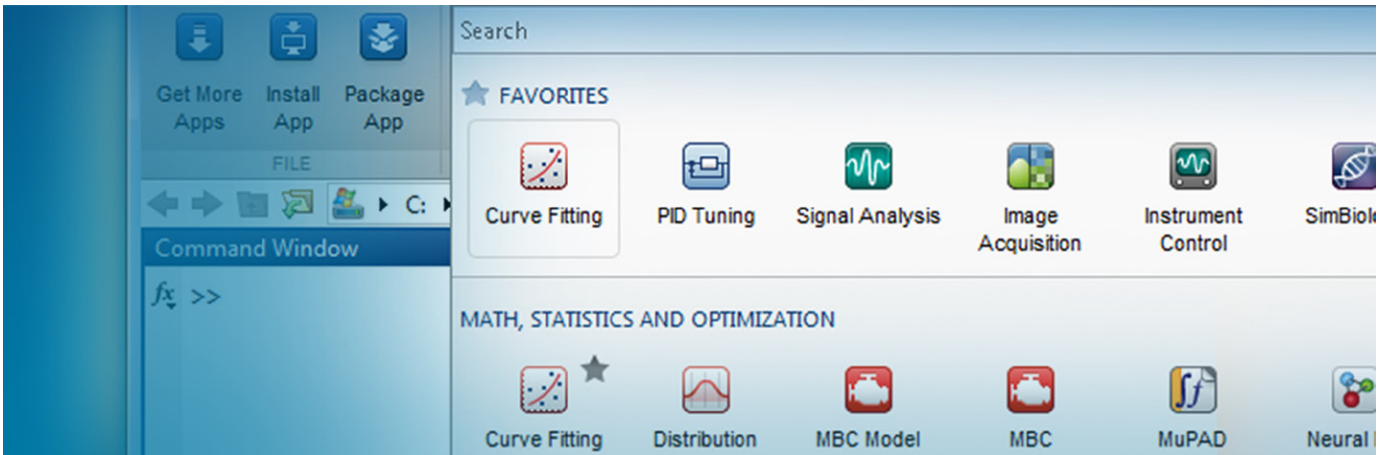 Search
Get More Apps
Install App
Package App
FILE
C:
Command Window
fx >>
FAVORITES
Curve Fitting
PID Tuning
Signal Analysis
Image
Acquisition
Instrument
Control
MATH, STATISTICS AND OPTIMIZATION
Curve Fitting
Distribution
MBC Model
MBC
MuPAD
Neural